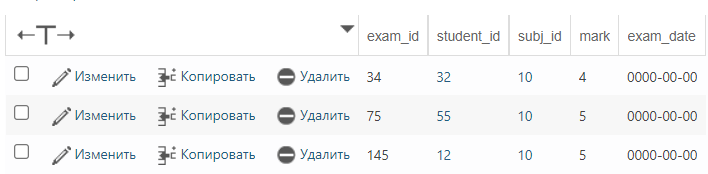 exam_id student_id subj_id mark exam_date
Изменить Копировать Удалить 34 32 10 4 0000-00-00
Изменить Копировать Удалить 75 55 10 5 0000-00-00
Изменить Копировать Удалить 145 12 10 5 0000-00-00